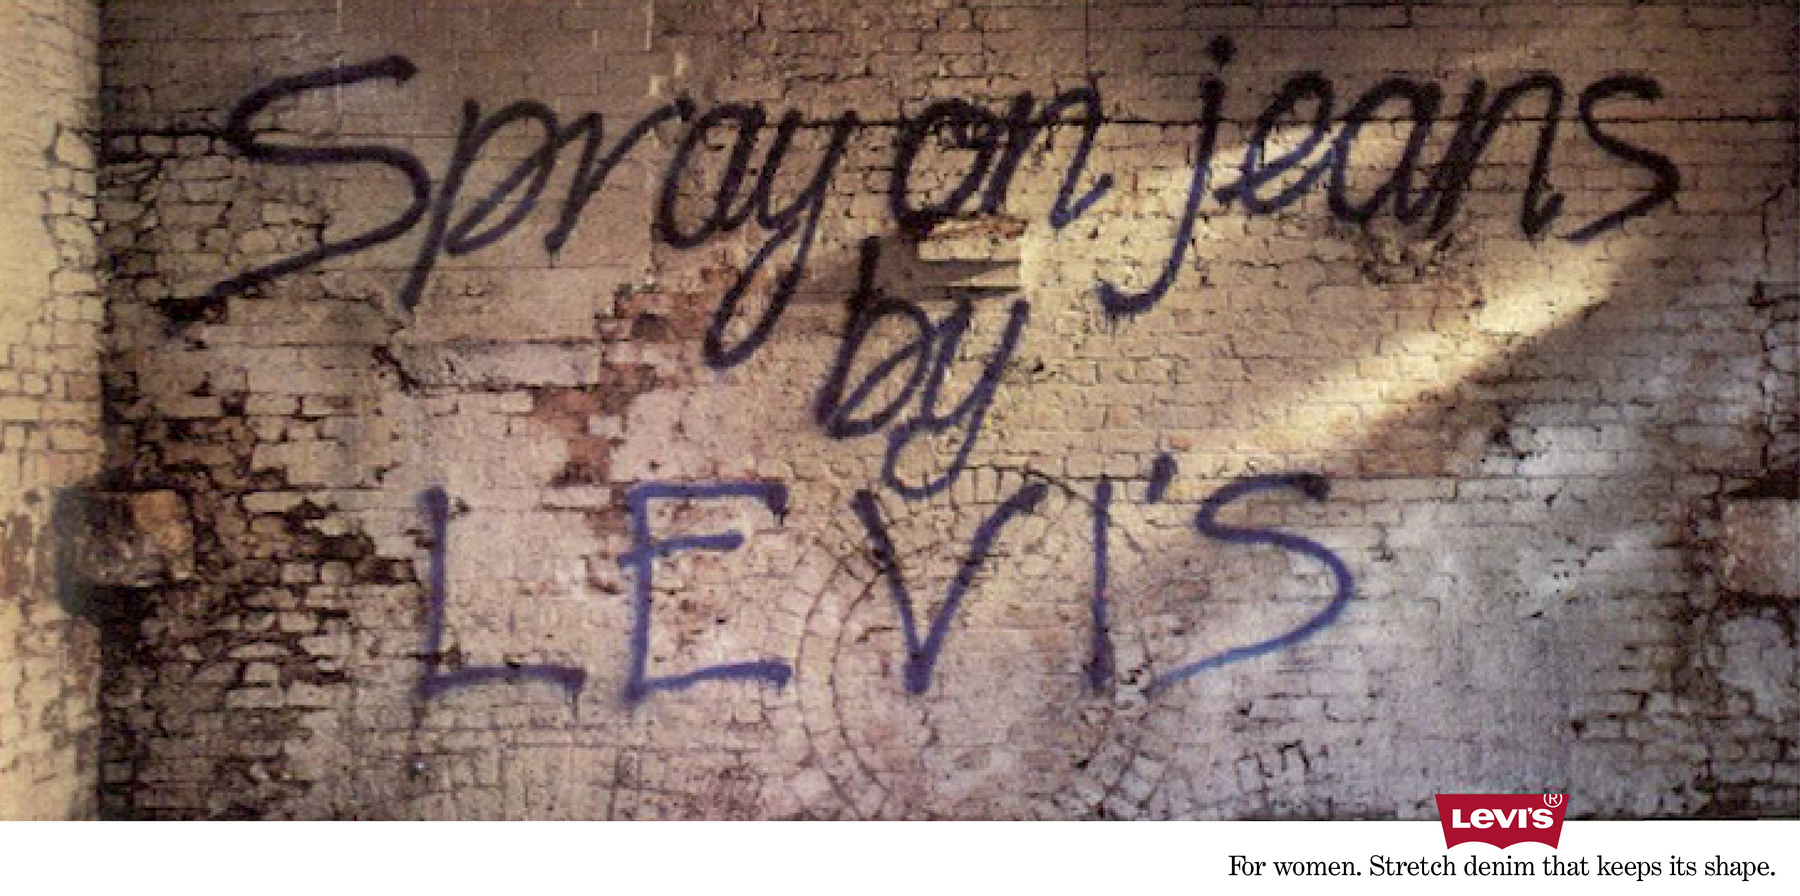 Spray on jeans
by
LEVI'S
LEVI'S®
For women. Stretch denim that keeps its shape.